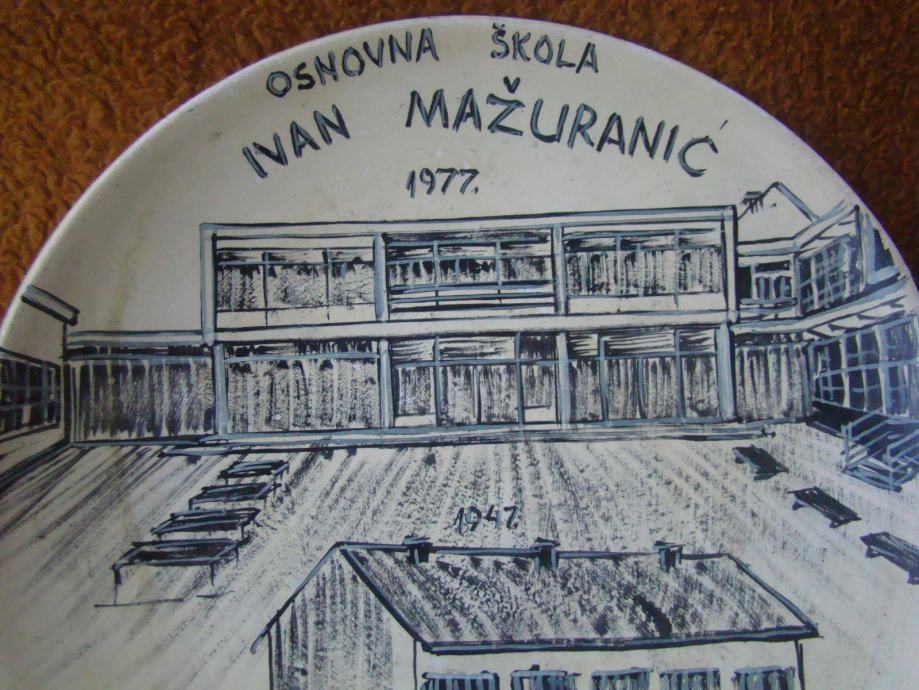 OSNOVNA ŠKOLA
IVAN MAŽURANIĆ
1977.
1947.